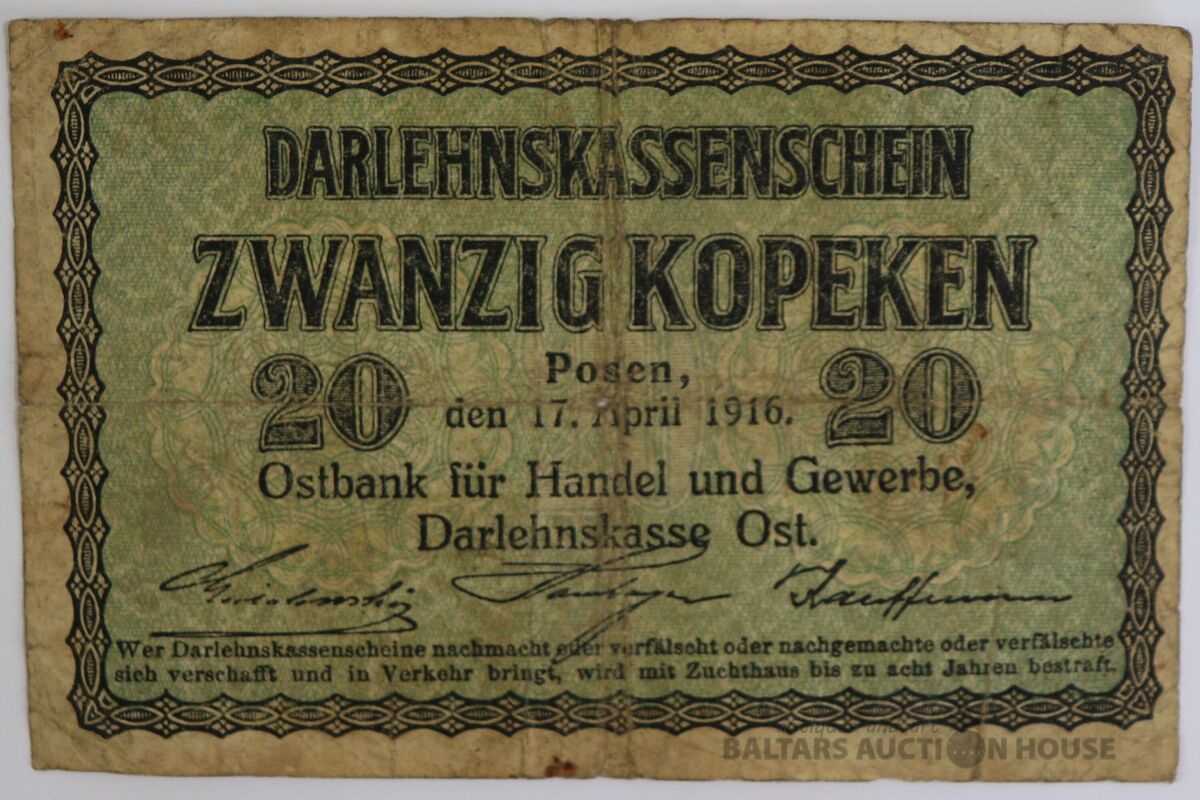 DARLEHNSKASSENSCHEIN
ZWANZIG KOPEKEN
20 Posen, 20
den 17. April 1916.
Ostbank für Handel und Gewerbe,
Darlehnskasse Ost.
Kauffmann
Wer Darlehnskassenscheine nachmacht oder verfälscht oder nachgemachte oder verfälschte
sich verschafft und in Verkehr bringt, wird mit Zuchthaus bis zu acht Jahren bestraft.
BALTARS AUCTION HOUSE